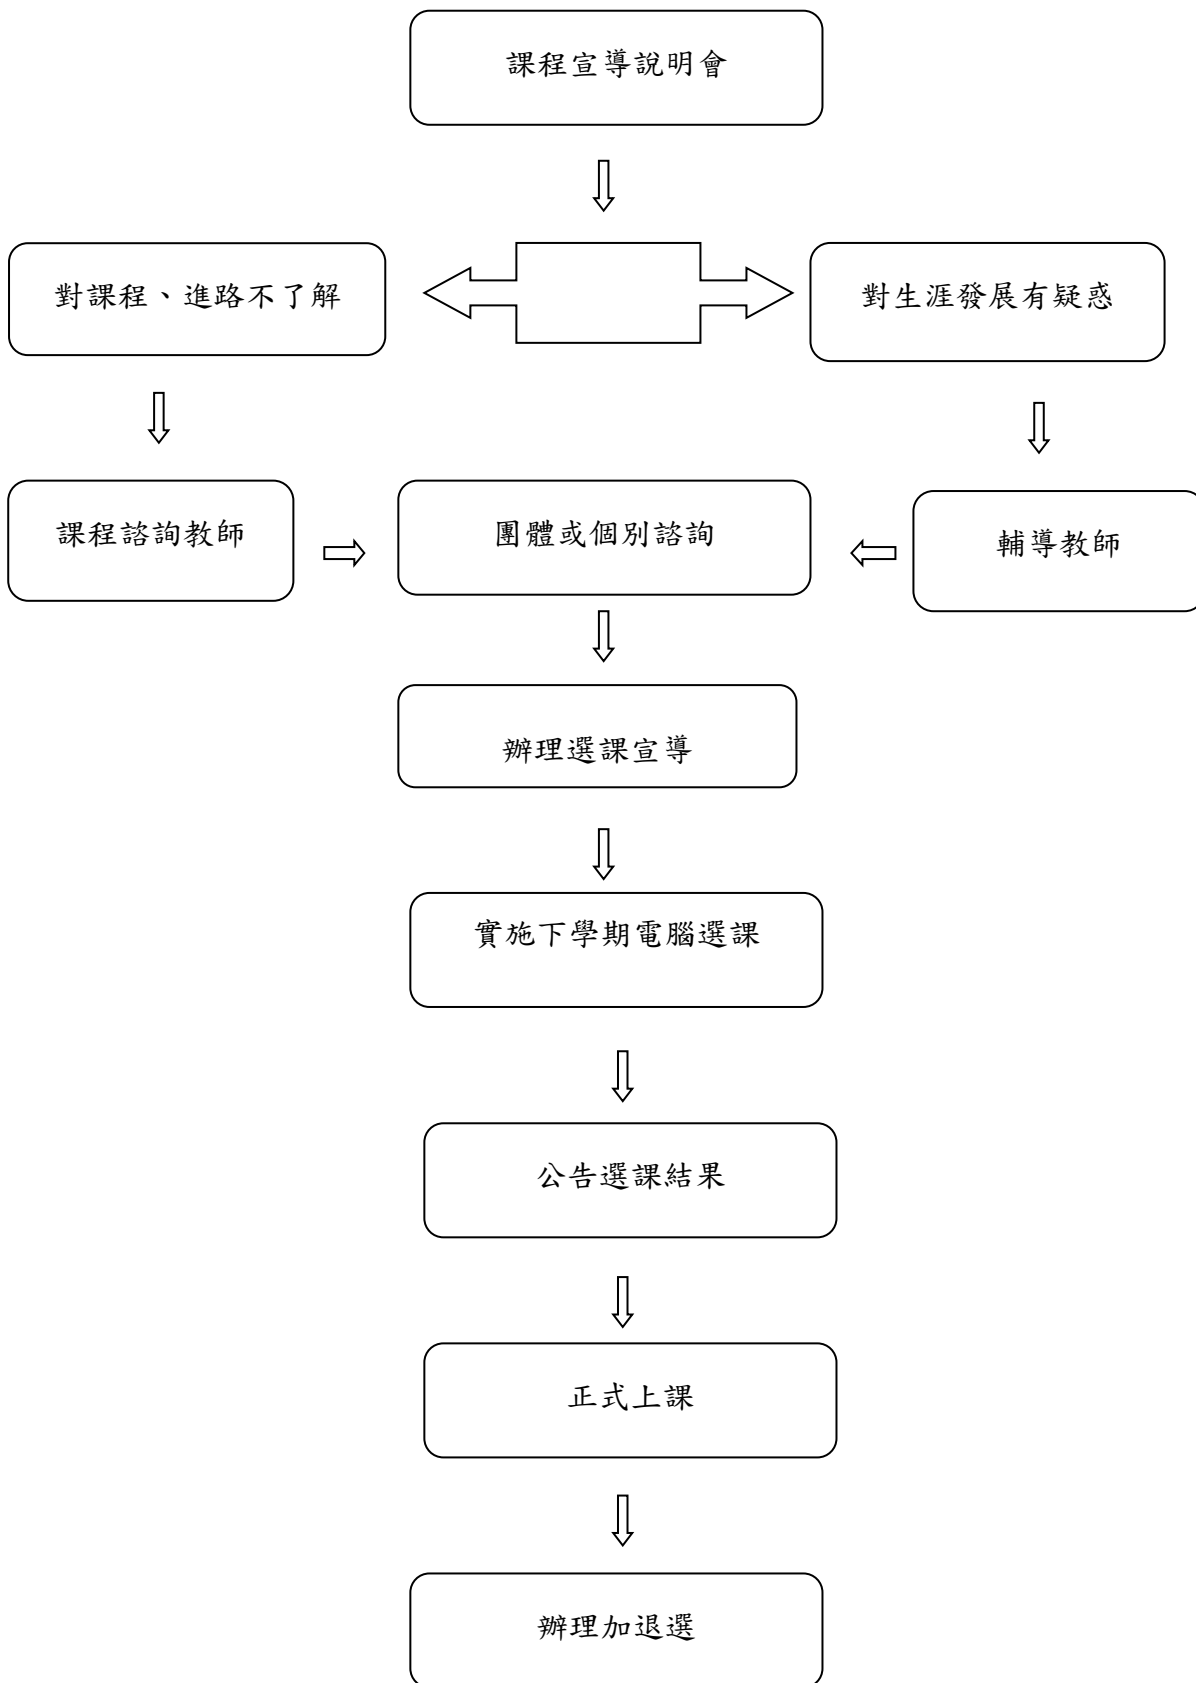 課程宣導說明會
對課程、進路不了解
對生涯發展有疑惑
課程諮詢教師
團體或個別諮詢
輔導教師
辦理選課宣導
實施下學期電腦選課
公告選課結果
正式上課
辦理加退選